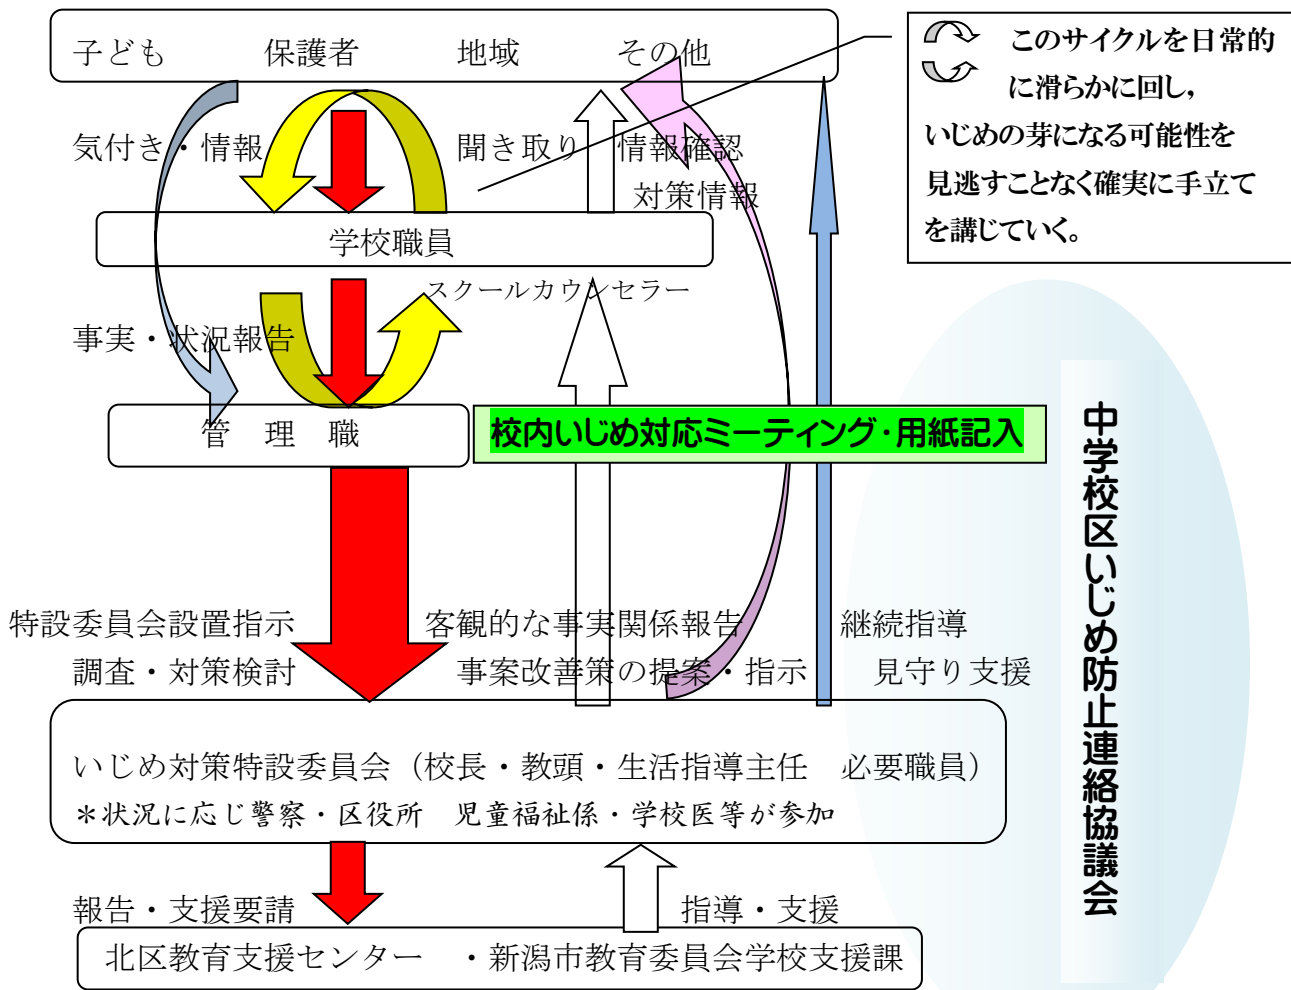 子ども　保護者　地域　その他
このサイクルを日常的
に滑らかに回し，
いじめの芽になる可能性を
見逃すことなく確実に手立て
を講じていく。
気付き・情報　聞き取り　情報確認
対策情報
学校職員
スクールカウンセラー
事実・状況報告
管　理　職
校内いじめ対応ミーティング・用紙記入
中学校区いじめ防止連絡協議会
特設委員会設置指示　客観的な事実関係報告　継続指導
調査・対策検討　事案改善策の提案・指示　見守り支援
いじめ対策特設委員会（校長・教頭・生活指導主任　必要職員）
＊状況に応じ警察・区役所　児童福祉係・学校医等が参加
報告・支援要請　指導・支援
北区教育支援センター　・新潟市教育委員会学校支援課